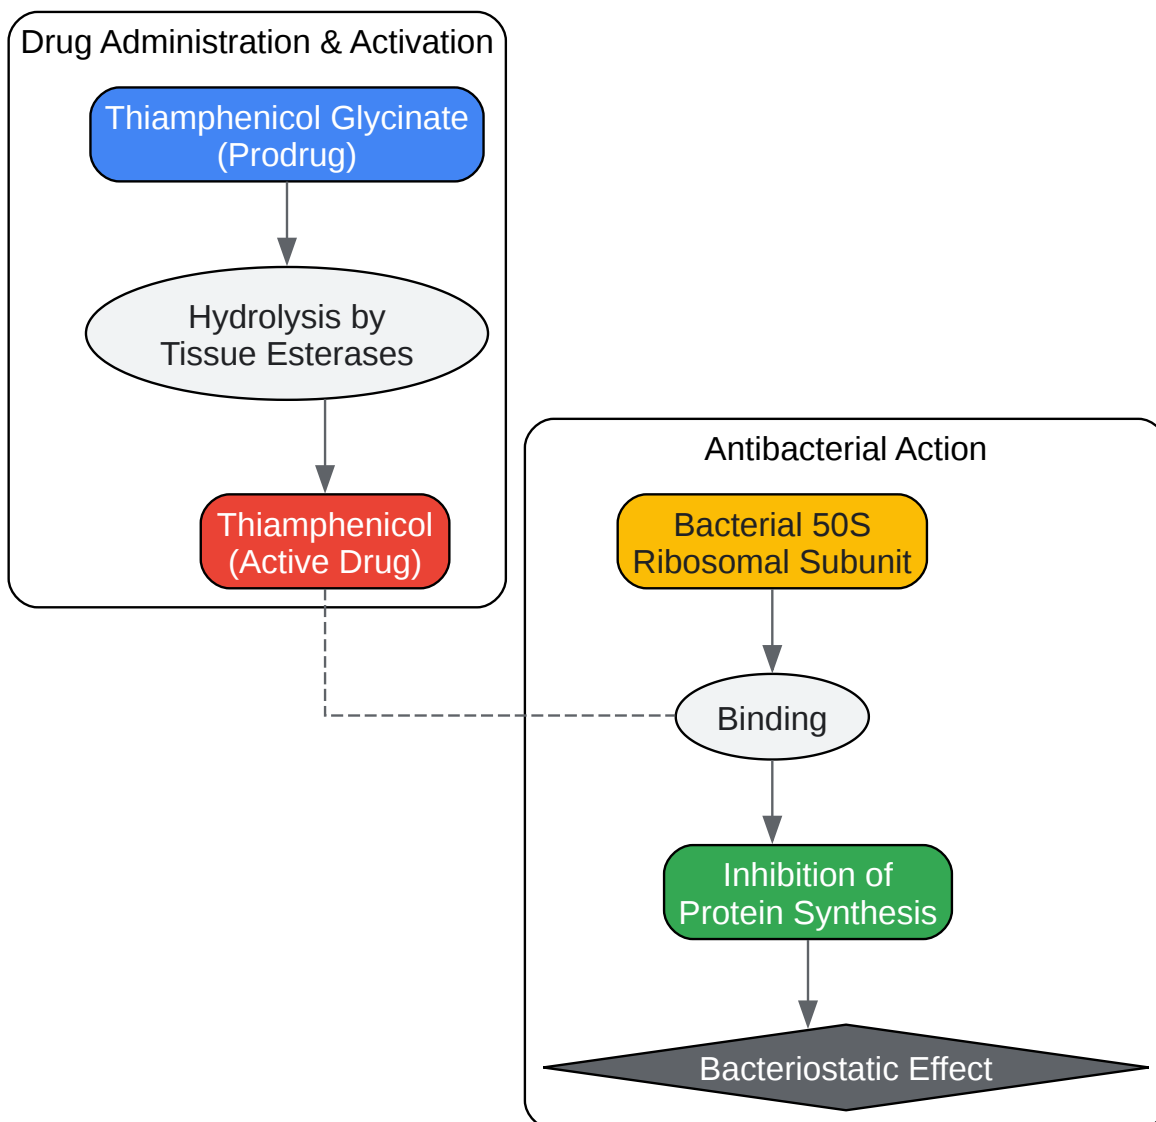 Drug Administration & Activation
Thiamphenicol Glycinate
(Prodrug)
Hydrolysis by
Tissue Esterases
Thiamphenicol
(Active Drug)
Antibacterial Action
Bacterial 50S
Ribosomal Subunit
Binding
Inhibition of
Protein Synthesis
Bacteriostatic Effect